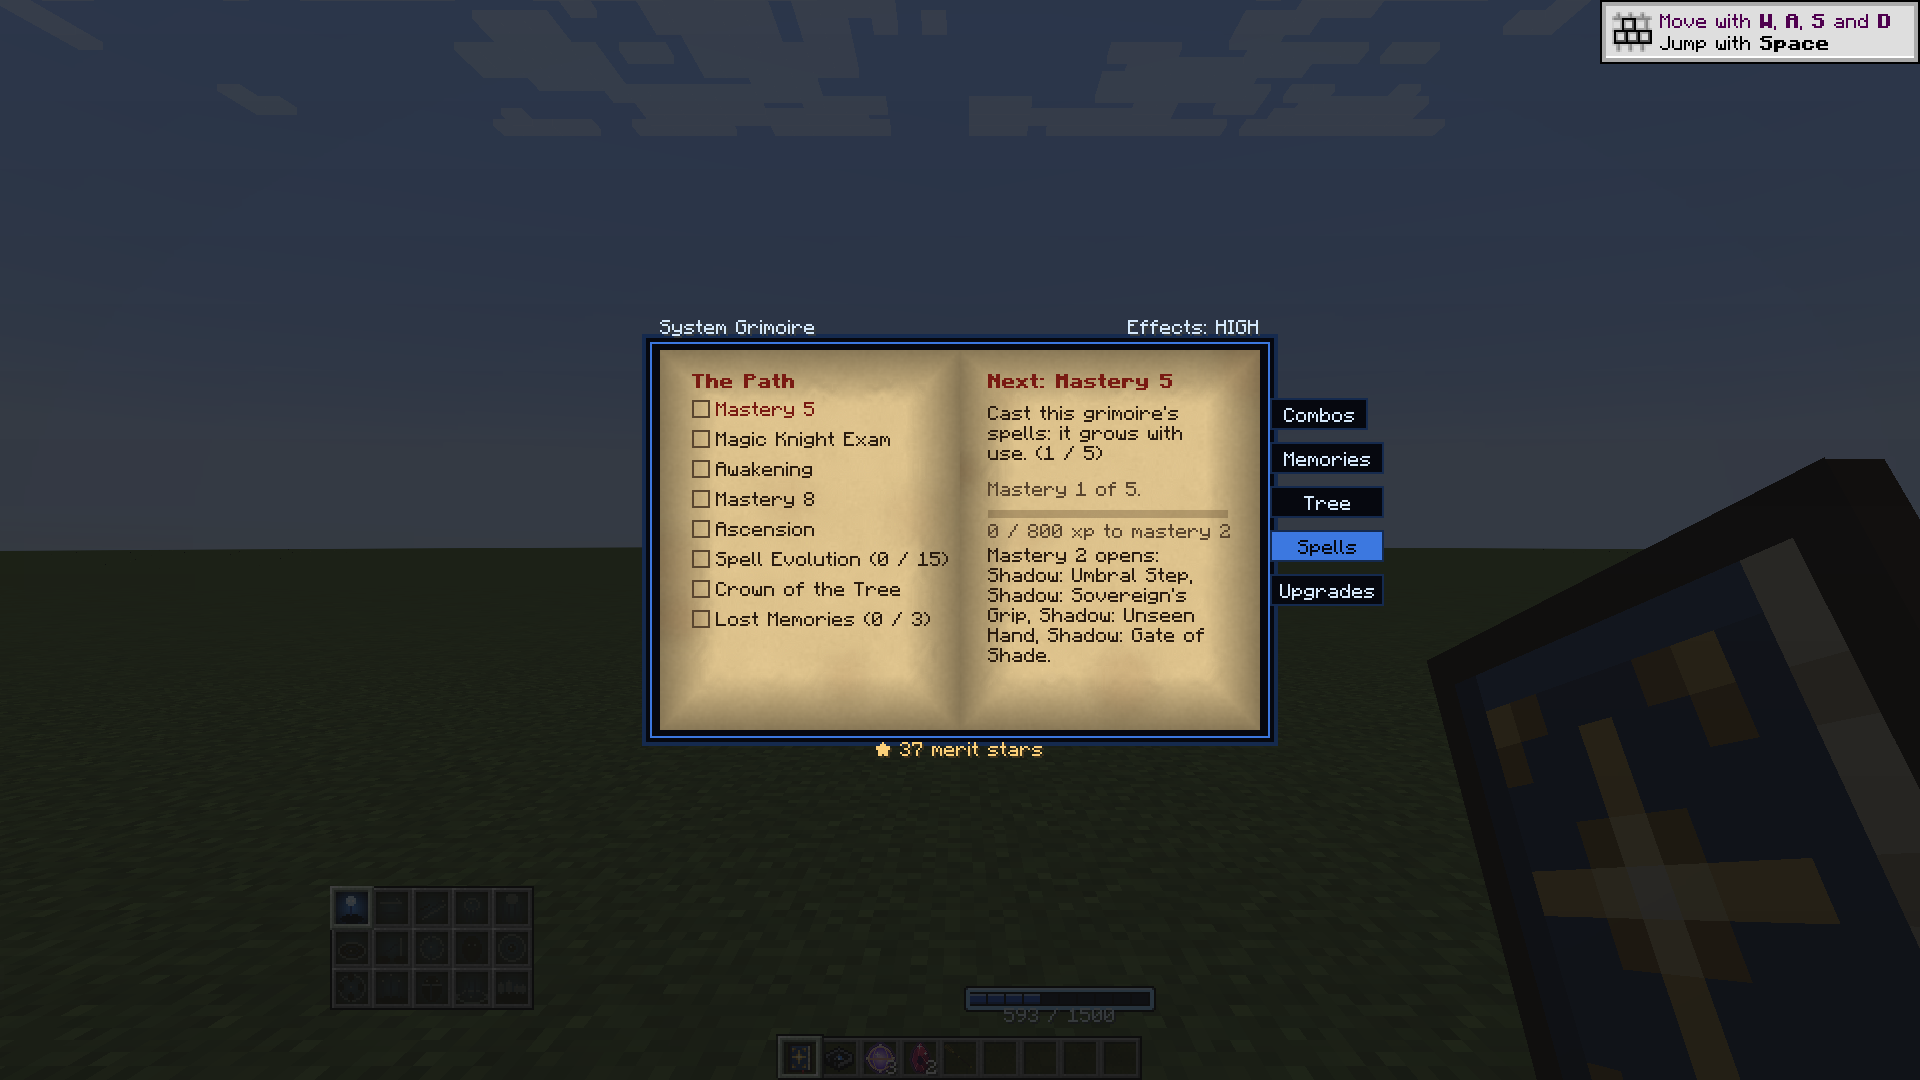 Move with W, A, S and D
Jump with Space
System Grimoire
Effects: HIGH
The Path
Mastery 5
Magic Knight Exam
Awakening
Mastery 8
Ascension
Spell Evolution (0 / 15)
Crown of the Tree
Lost Memories (0 / 3)
Next: Mastery 5
Cast this grimoire's
spells: it grows with
use. (1 / 5)
Mastery 1 of 5.
0 / 800 xp to mastery 2
Mastery 2 opens:
Shadow: Umbral Step,
Shadow: Sovereign's
Grip, Shadow: Unseen
Hand, Shadow: Gate of
Shade.
Combos
Memories
Tree
Spells
Upgrades
37 merit stars
593 / 1500
3
2